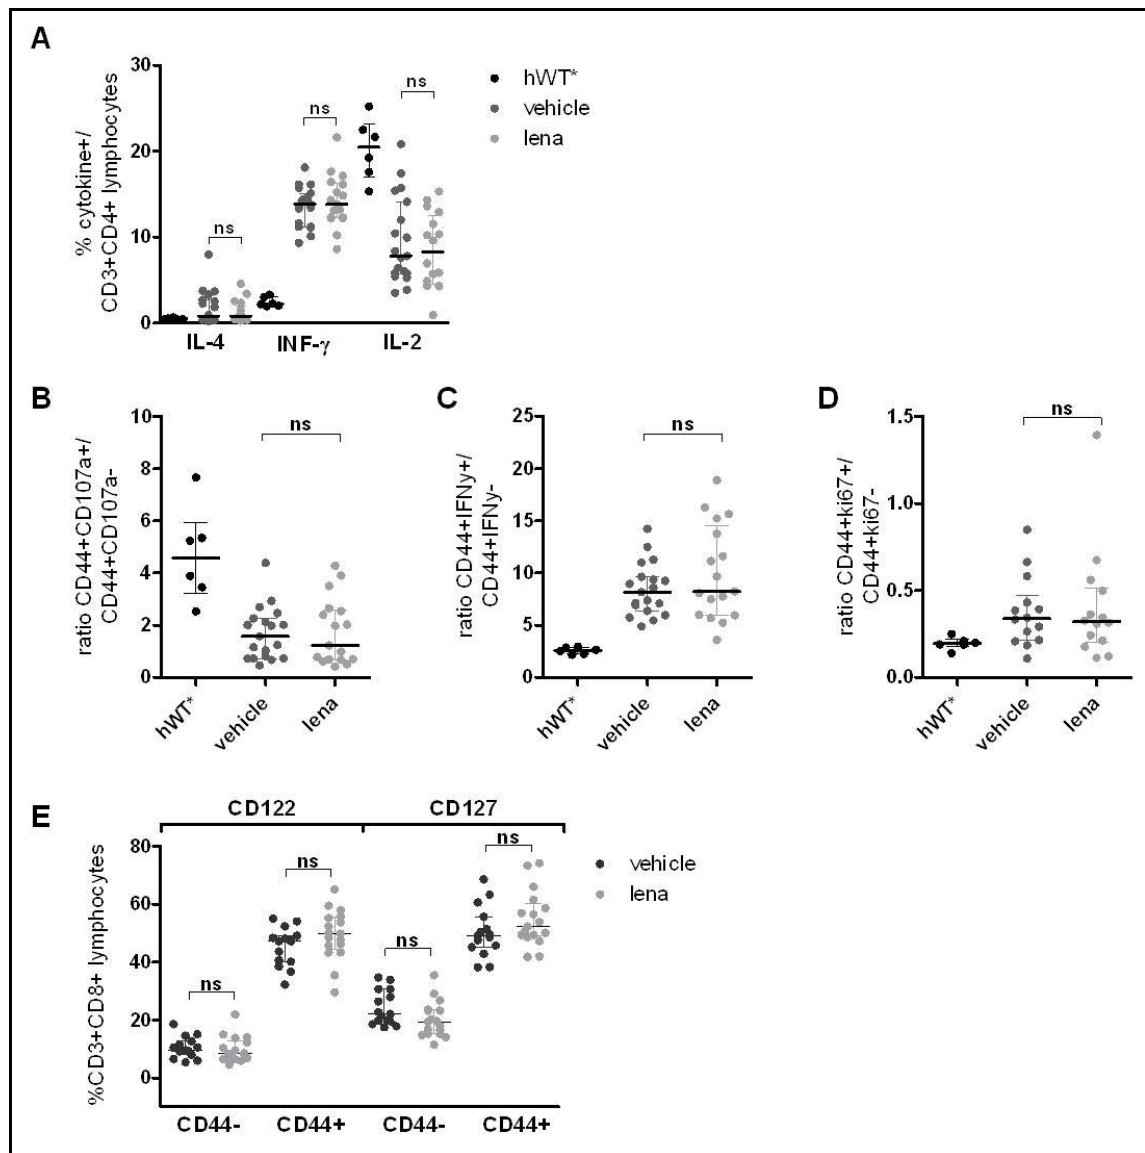 A
% cytokine+/
CD3+CD4+ lymphocytes
30
20
10
0
ns
ns
ns
hWT*
vehicle
lena
IL-4
INF-γ
IL-2
B
ratio CD44+CD107a+/
CD44+CD107a-
10
8
6
4
2
0
ns
hWT*
vehicle
lena
C
ratio CD44+IFNy+/
CD44+IFNy-
25
20
15
10
5
0
ns
hWT*
vehicle
lena
D
ratio CD44+ki67+/
CD44+ki67-
1.5
1.0
0.5
0.0
ns
hWT*
vehicle
lena
E
CD122
CD127
%CD3+CD8+ lymphocytes
80
60
40
20
0
ns
ns
ns
ns
vehicle
lena
CD44-
CD44+
CD44-
CD44+